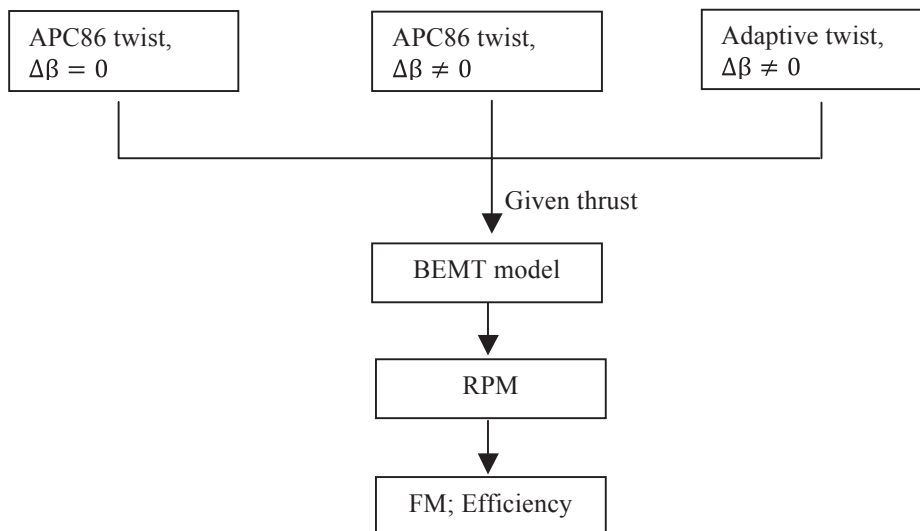 APC86 twist,
Δβ = 0
APC86 twist,
Δβ ≠ 0
Adaptive twist,
Δβ ≠ 0
Given thrust
BEMT model
RPM
FM; Efficiency